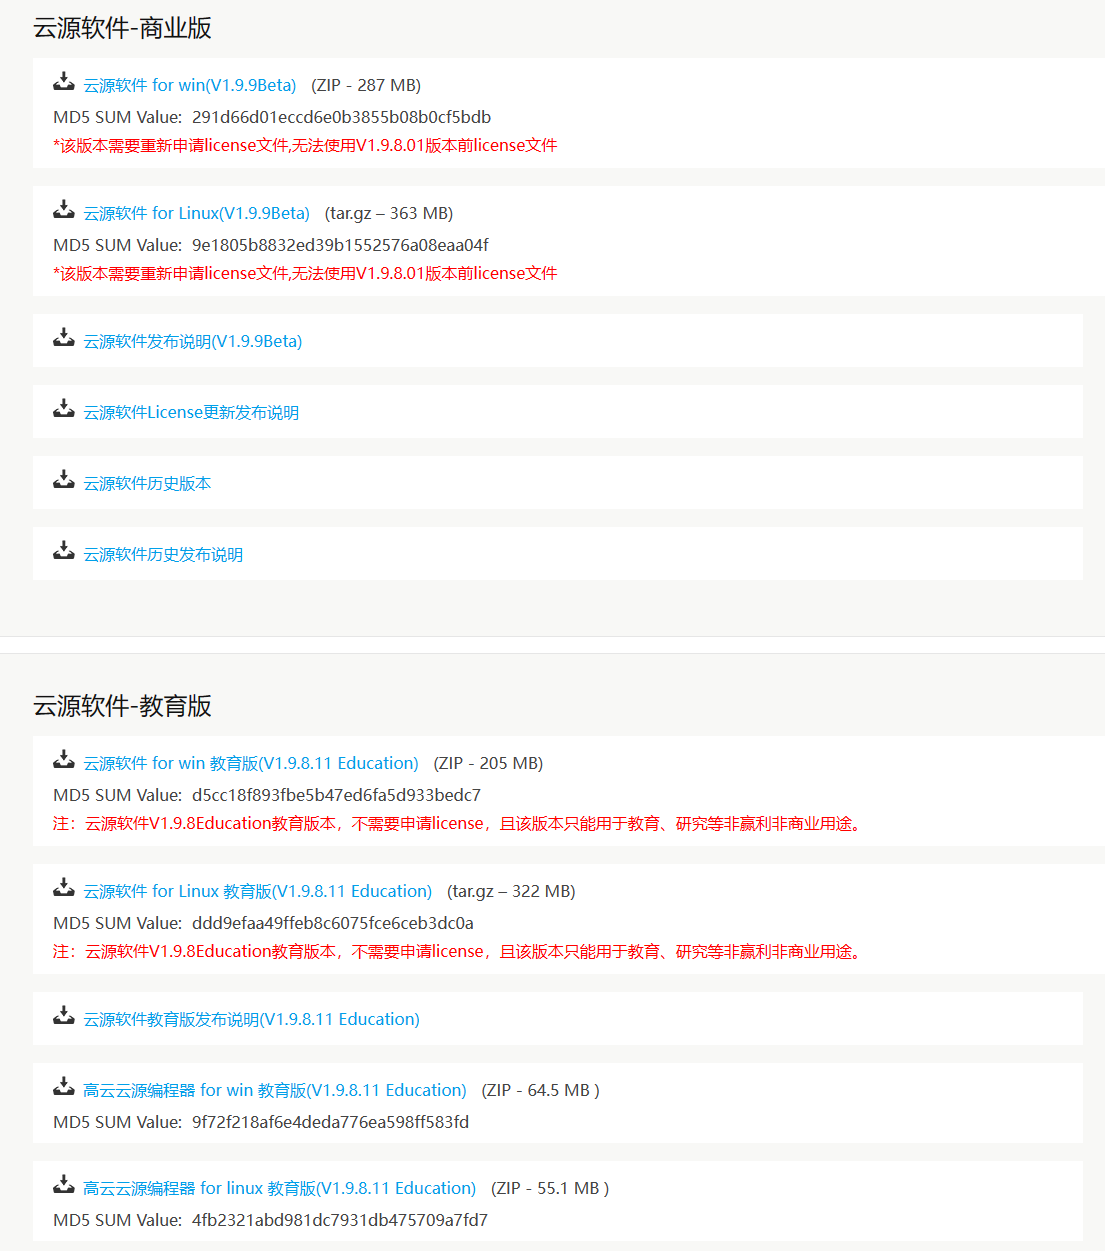 云源软件-商业版
云源软件 for win(V1.9.9Beta) (ZIP - 287 MB)
MD5 SUM Value: 291d66d01eccd6e0b3855b08b0cf5bdb
*该版本需要重新申请license文件,无法使用V1.9.8.01版本前license文件
云源软件 for Linux(V1.9.9Beta) (tar.gz – 363 MB)
MD5 SUM Value: 9e1805b8832ed39b1552576a08eaa04f
*该版本需要重新申请license文件,无法使用V1.9.8.01版本前license文件
云源软件发布说明(V1.9.9Beta)
云源软件License更新发布说明
云源软件历史版本
云源软件历史发布说明
云源软件-教育版
云源软件 for win 教育版(V1.9.8.11 Education) (ZIP - 205 MB)
MD5 SUM Value: d5cc18f893fbe5b47ed6fa5d933bedc7
注：云源软件V1.9.8Education教育版本，不需要申请license，且该版本只能用于教育、研究等非赢利非商业用途。
云源软件 for Linux 教育版(V1.9.8.11 Education) (tar.gz – 322 MB)
MD5 SUM Value: ddd9efaa49ffeb8c6075fce6ceb3dc0a
注：云源软件V1.9.8Education教育版本，不需要申请license，且该版本只能用于教育、研究等非赢利非商业用途。
云源软件教育版发布说明(V1.9.8.11 Education)
高云云源编程器 for win 教育版(V1.9.8.11 Education) (ZIP - 64.5 MB )
MD5 SUM Value: 9f72f218af6e4deda776ea598ff583fd
高云云源编程器 for linux 教育版(V1.9.8.11 Education) (ZIP - 55.1 MB )
MD5 SUM Value: 4fb2321abd981dc7931db475709a7fd7